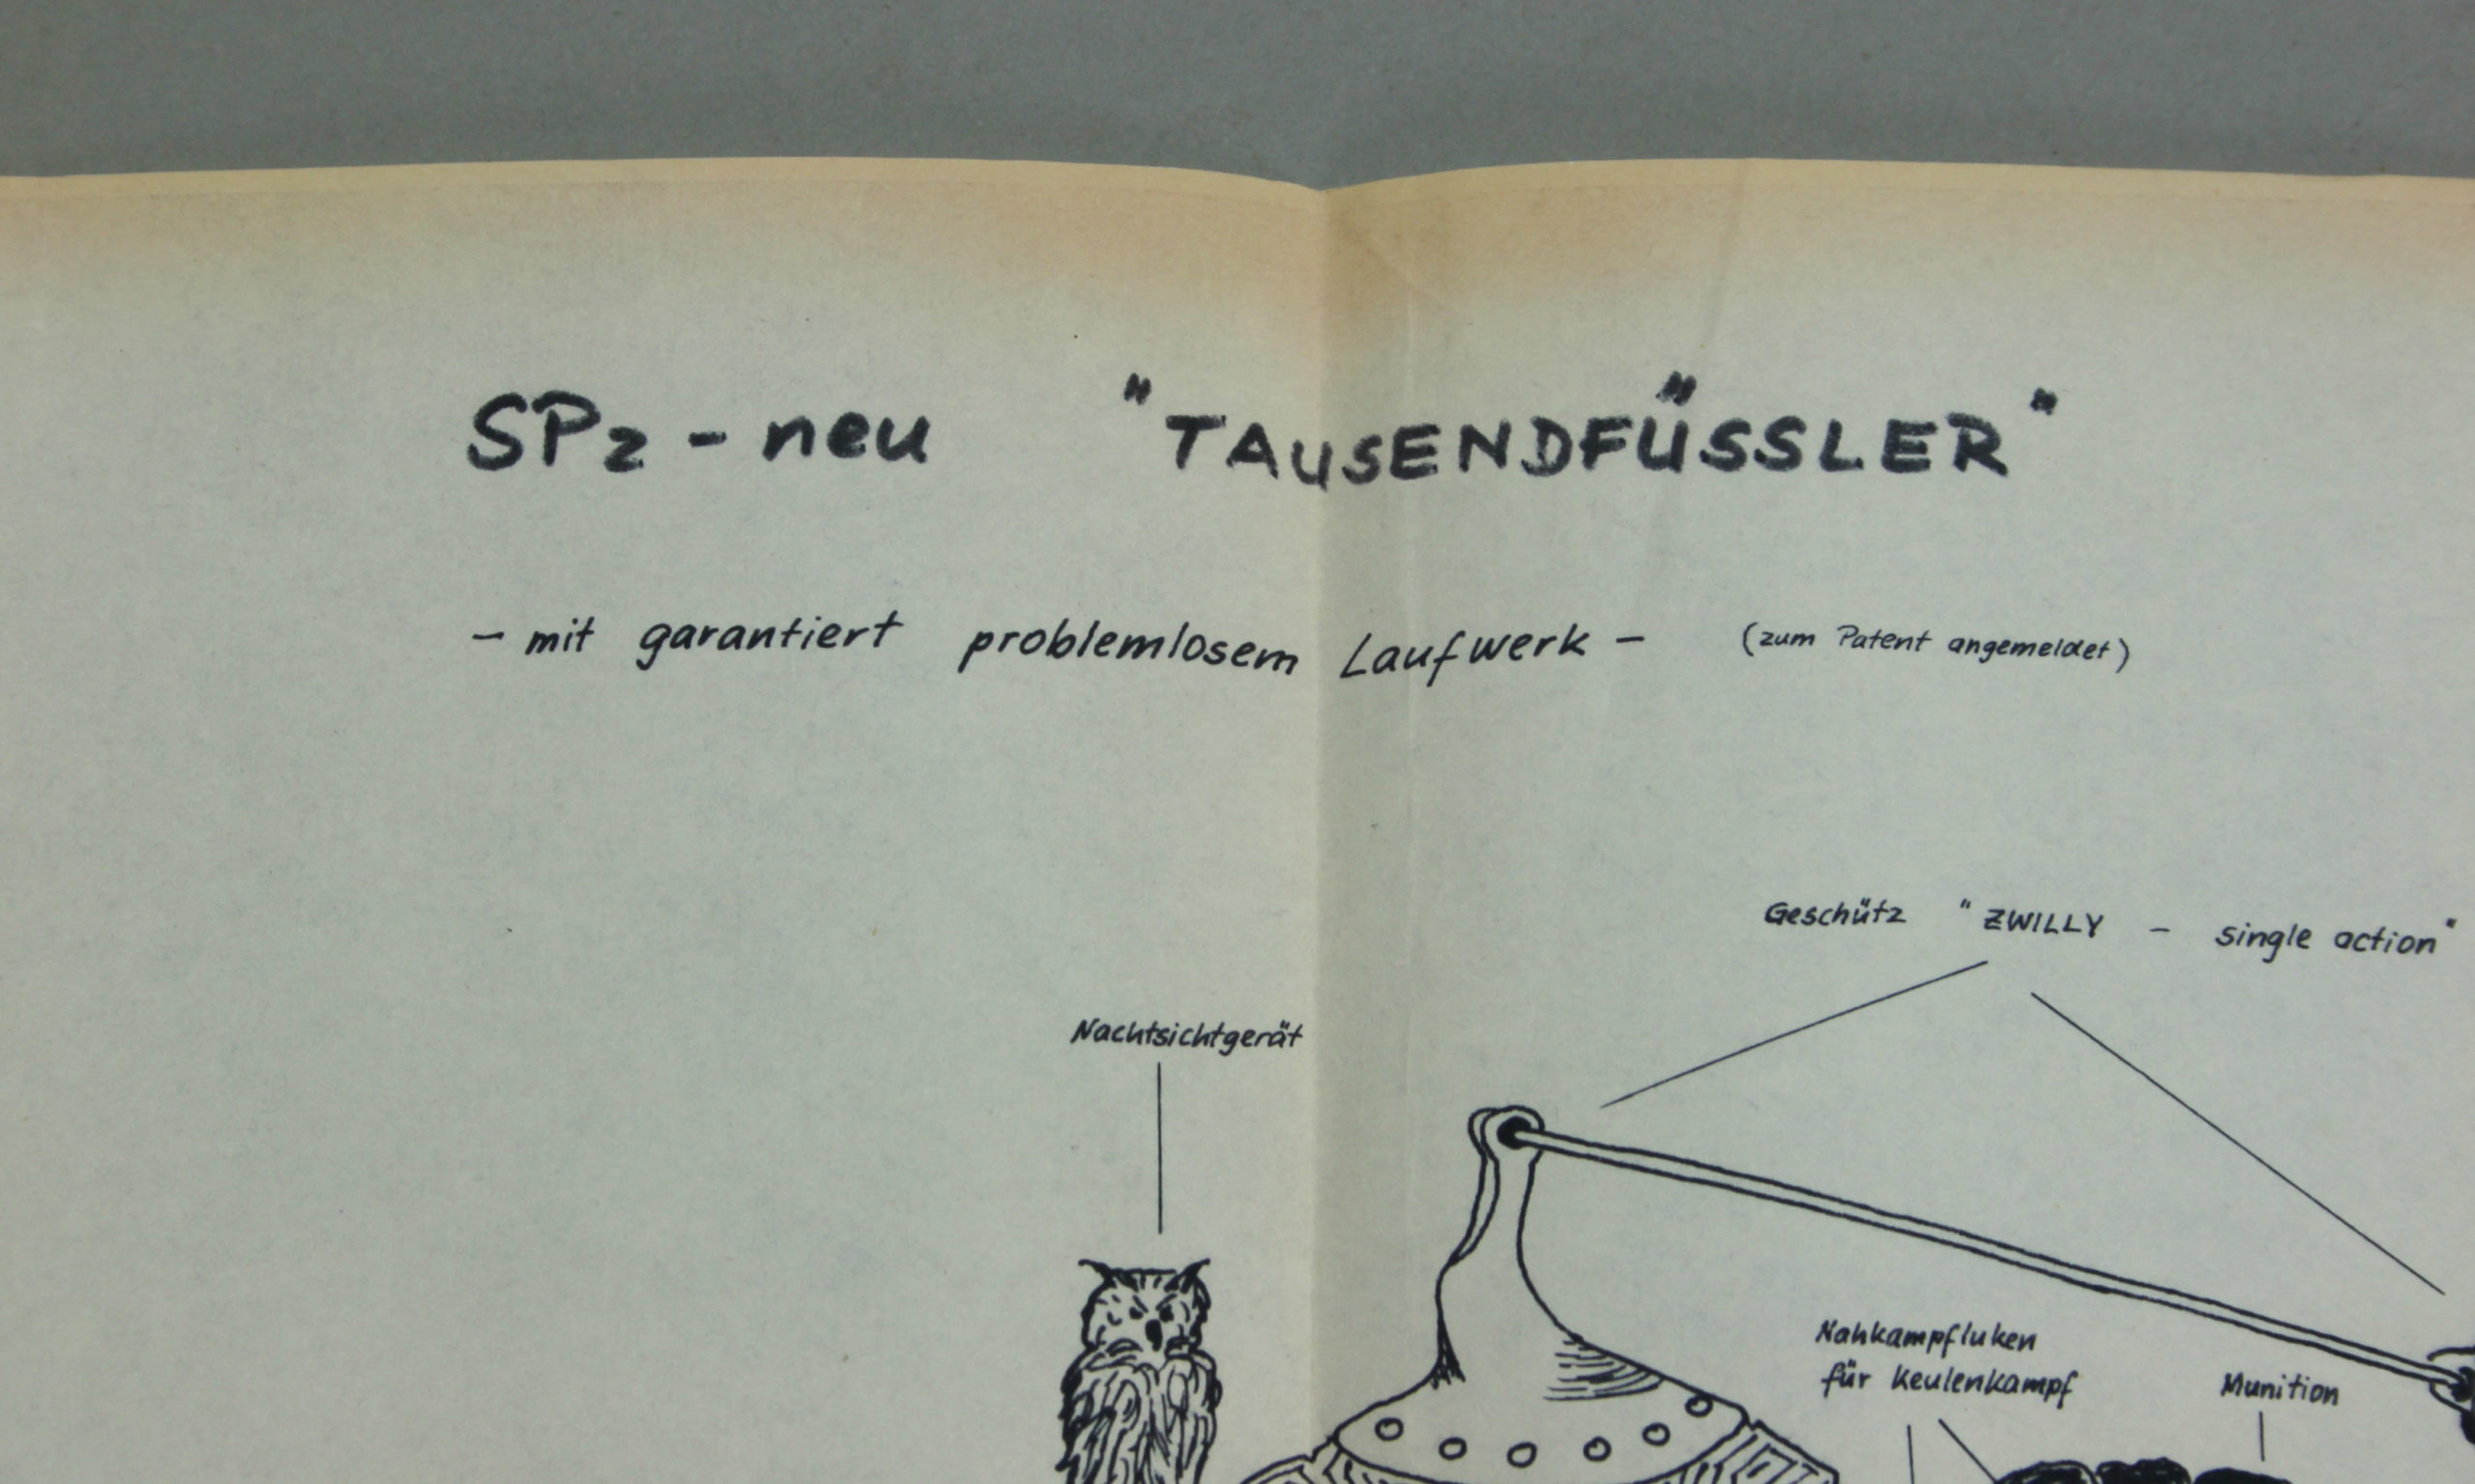 SPz - neu "TAUSENDFÜSSLER"
- mit garantiert problemlosem Laufwerk - (zum Patent angemeldet)
Geschütz "ZWILLY - single action"
Nachtsichtgerät
Nahkampfluken
für Keulenkampf
Munition